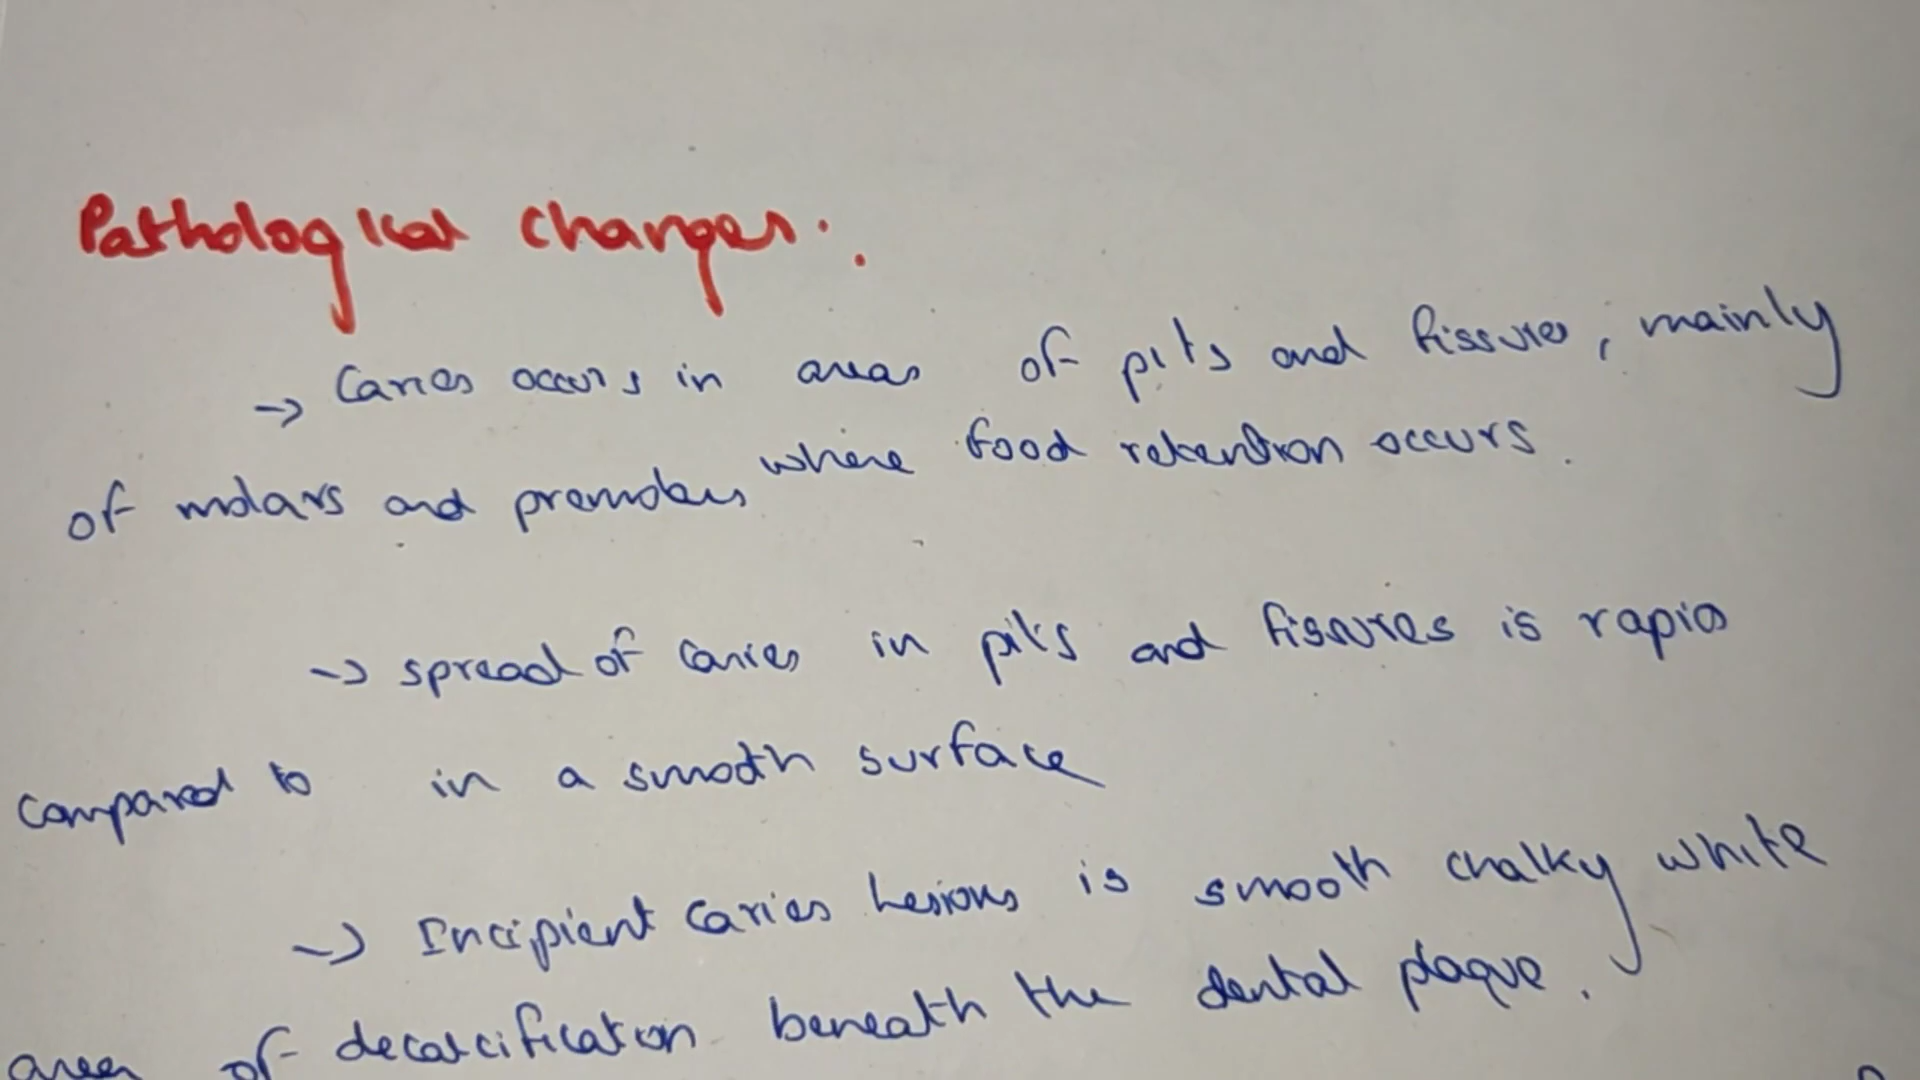 Pathological changes:
→ Caries occurs in areas of pits and fissures, mainly
of molars and premolars where food retention occurs.
→ spread of caries in pits and fissures is rapid
compared to in a smooth surface
→ Incipient caries lesions is smooth chalky white
area of decalcification beneath the dental plaque.